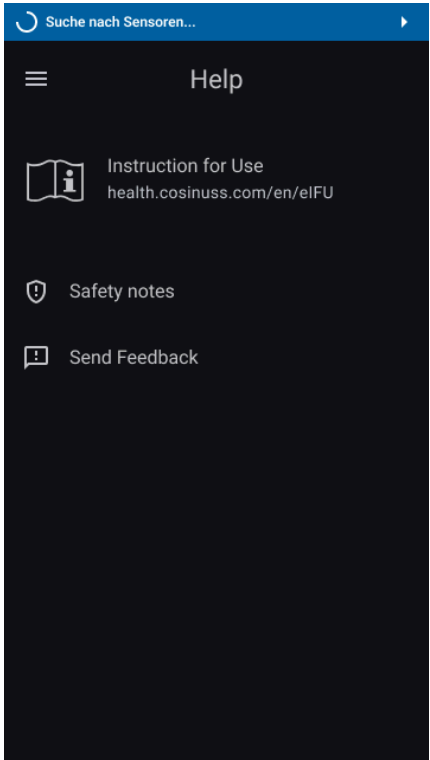 Suche nach Sensoren...
Help
Instruction for Use
health.cosinuss.com/en/eIFU
Safety notes
Send Feedback